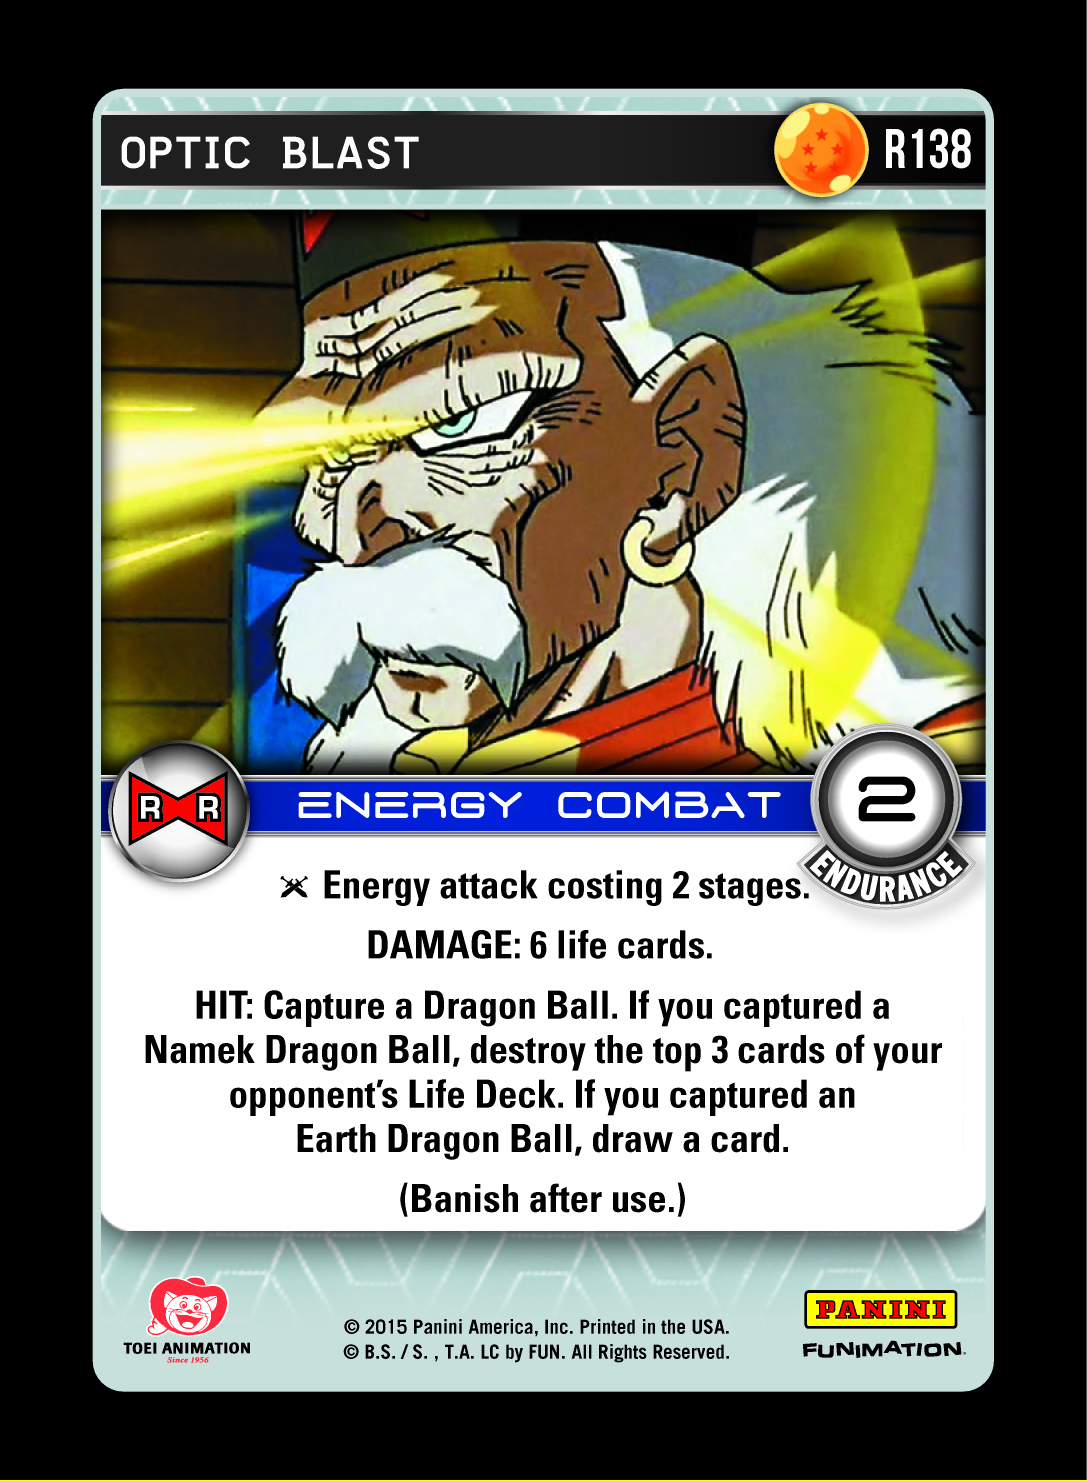 OPTIC BLAST
R138
R R
ENERGY COMBAT
2
ENDURANCE
Energy attack costing 2 stages.
DAMAGE: 6 life cards.
HIT: Capture a Dragon Ball. If you captured a
Namek Dragon Ball, destroy the top 3 cards of your
opponent’s Life Deck. If you captured an
Earth Dragon Ball, draw a card.
(Banish after use.)
TOEI ANIMATION
Since 1956
© 2015 Panini America, Inc. Printed in the USA.
© B.S. / S. , T.A. LC by FUN. All Rights Reserved.
PANINI
FUNIMATION